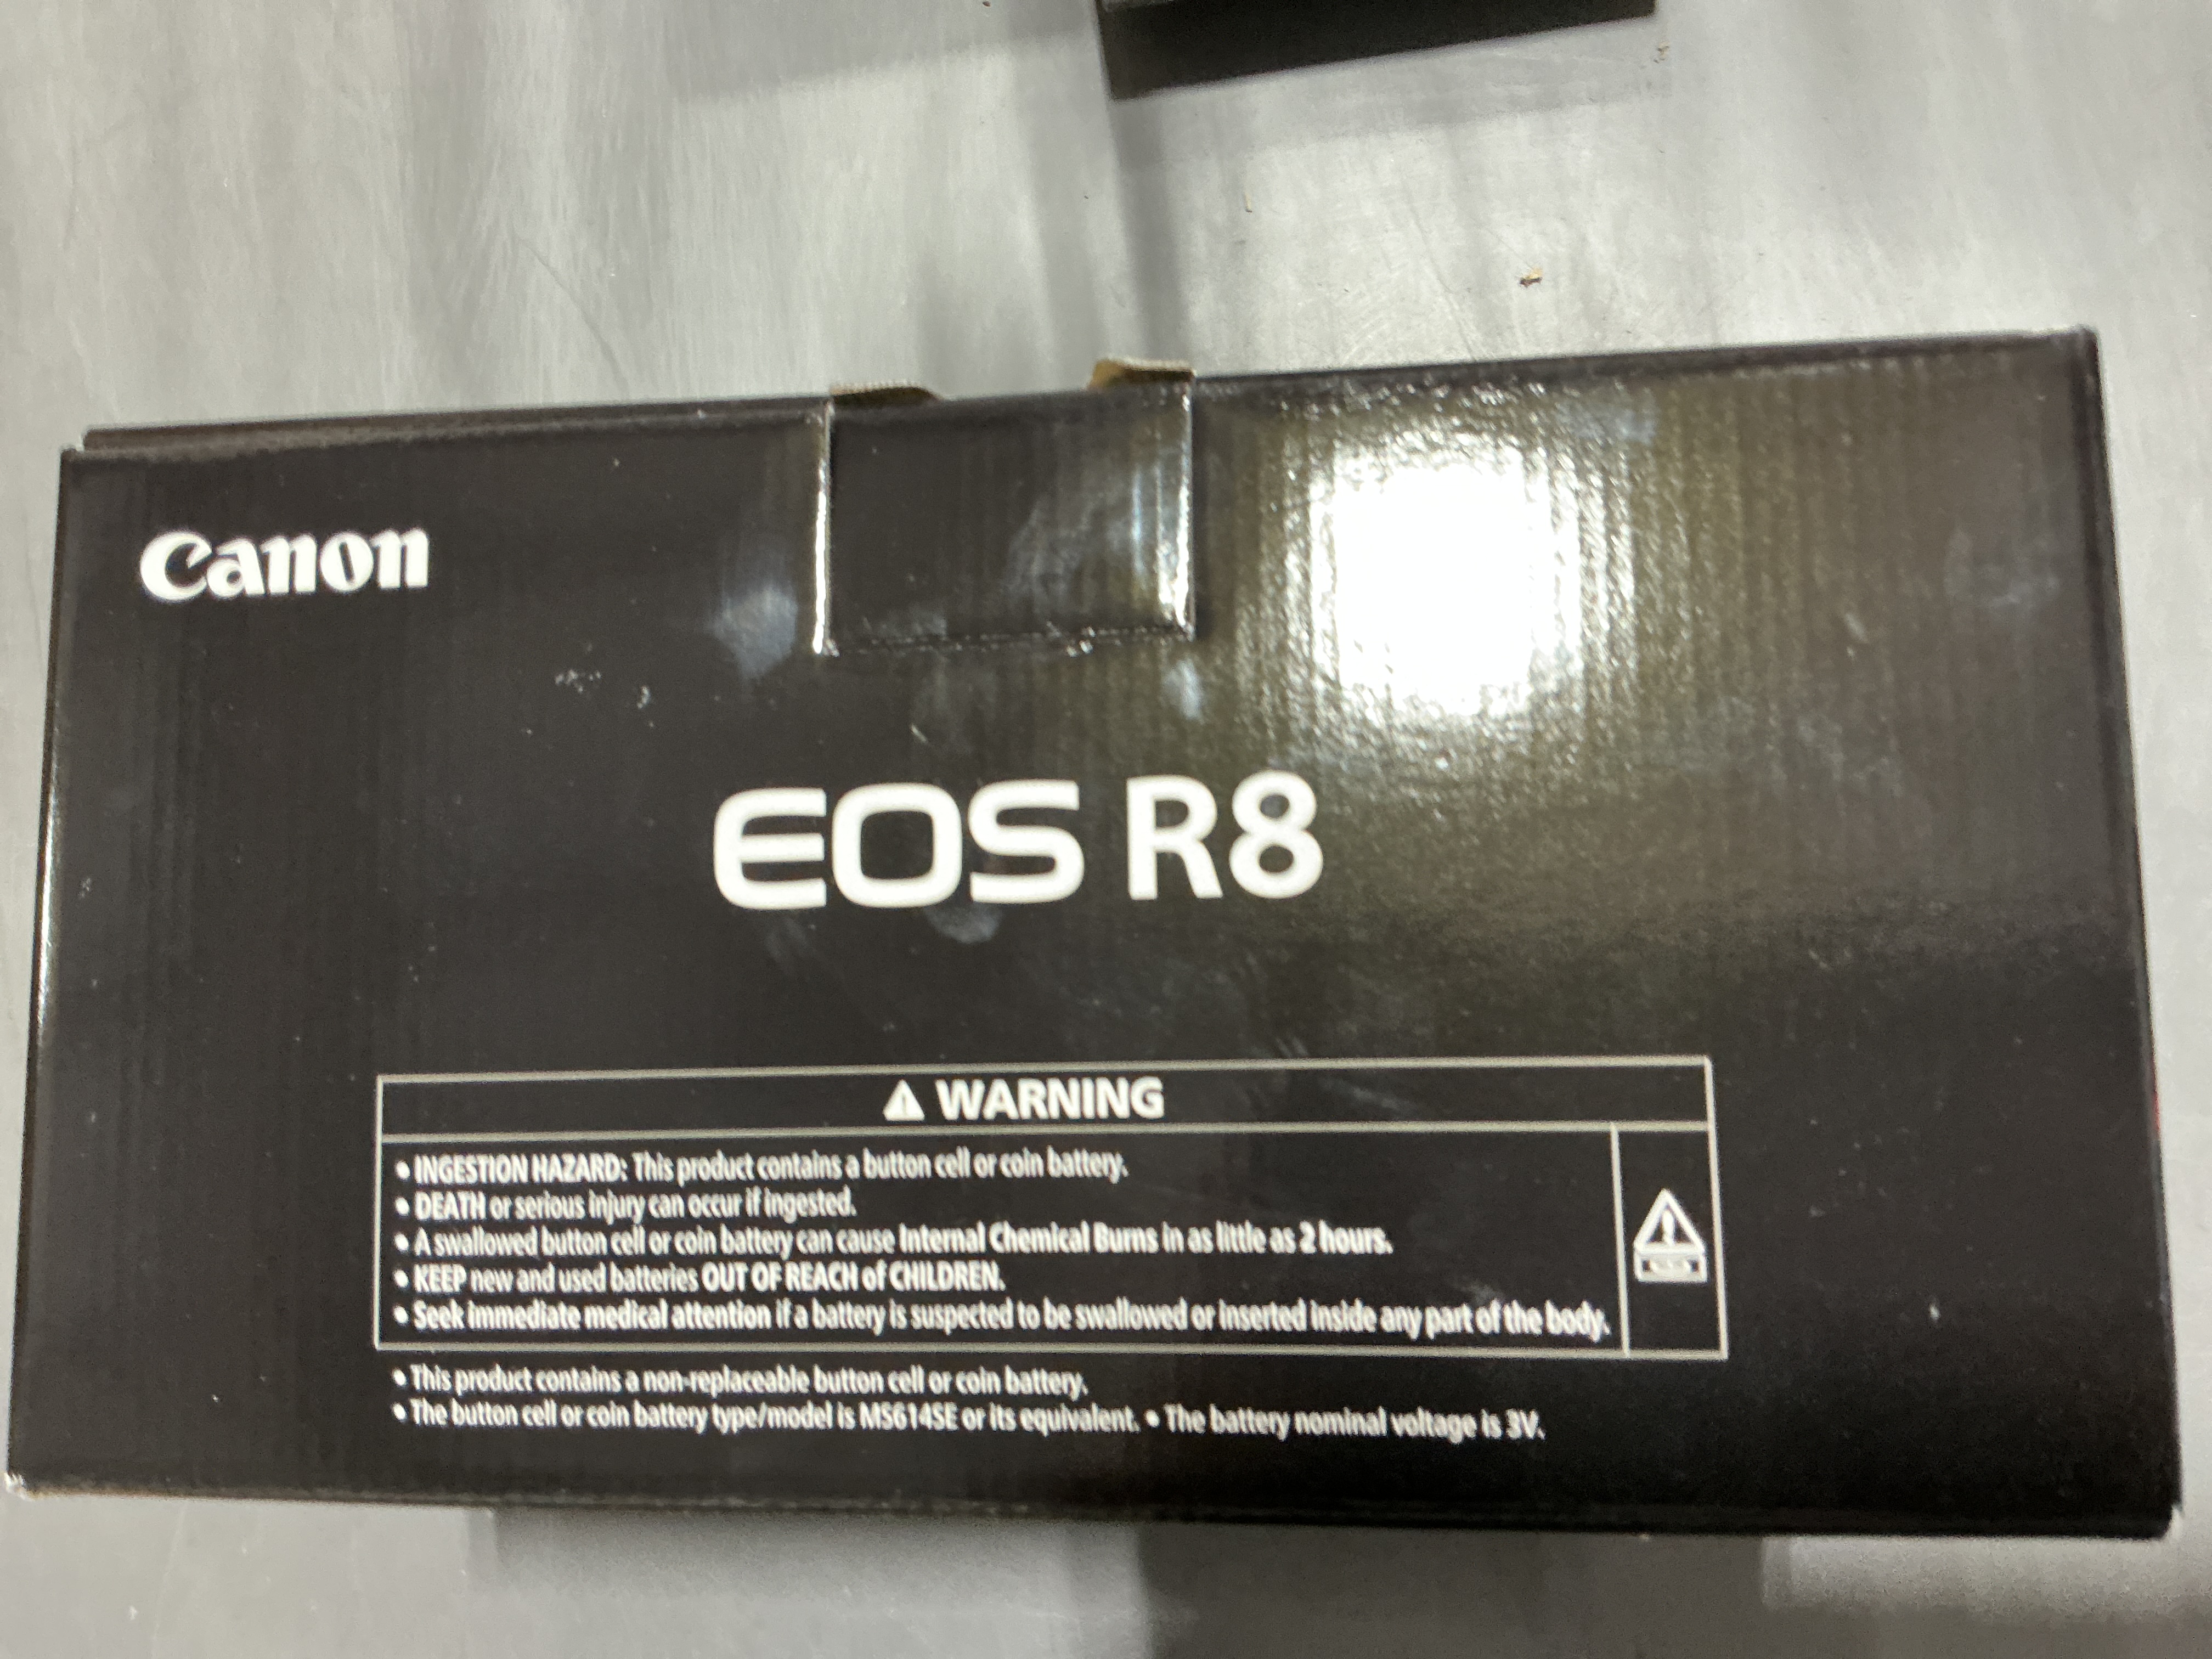 Canon
EOS R8
⚠ WARNING
• INGESTION HAZARD: This product contains a button cell or coin battery.
• DEATH or serious injury can occur if ingested.
• A swallowed button cell or coin battery can cause Internal Chemical Burns in as little as 2 hours.
• KEEP new and used batteries OUT OF REACH of CHILDREN.
• Seek immediate medical attention if a battery is suspected to be swallowed or inserted inside any part of the body.
• This product contains a non-replaceable button cell or coin battery.
• The button cell or coin battery type/model is MS614SE or its equivalent. • The battery nominal voltage is 3V.